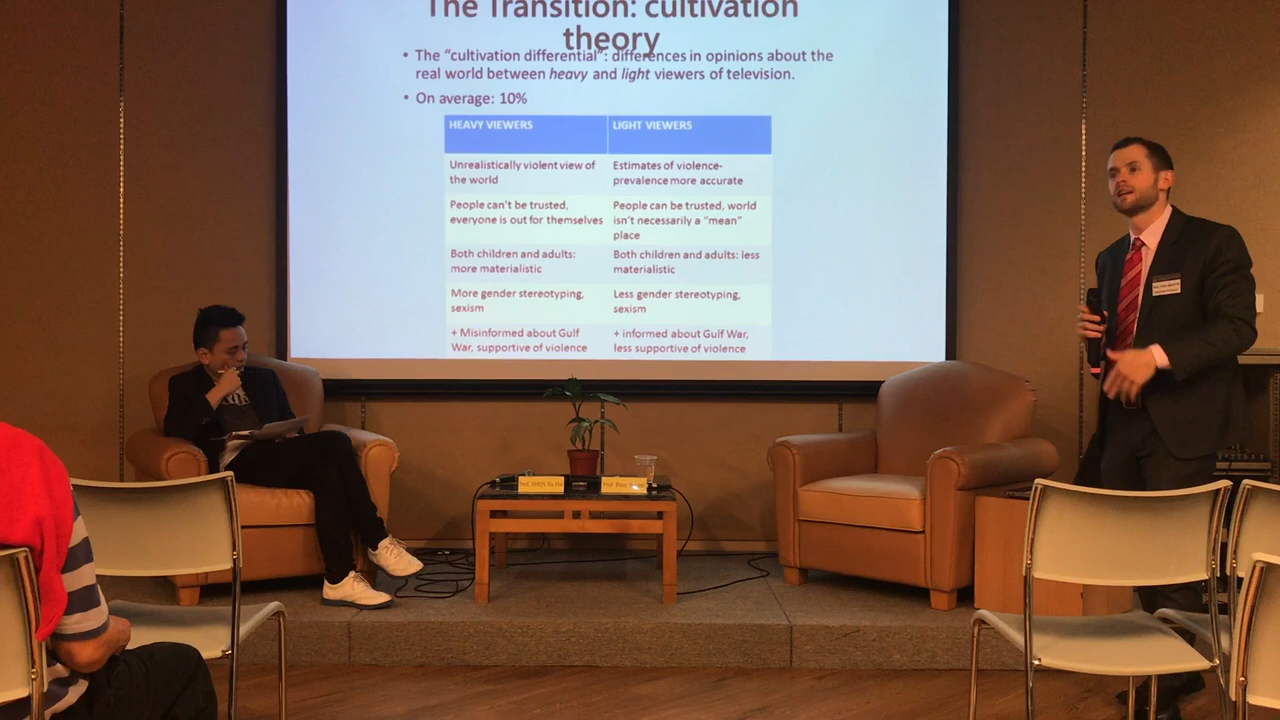 The Transition: cultivation
theory
• The “cultivation differential”: differences in opinions about the
real world between heavy and light viewers of television.
• On average: 10%
HEAVY VIEWERS
LIGHT VIEWERS
Unrealistically violent view of
the world
Estimates of violence-
prevalence more accurate
People can’t be trusted,
everyone is out for themselves
People can be trusted, world
isn’t necessarily a “mean”
place
Both children and adults:
more materialistic
Both children and adults: less
materialistic
More gender stereotyping,
sexism
Less gender stereotyping,
sexism
+ Misinformed about Gulf
War, supportive of violence
+ informed about Gulf War,
less supportive of violence
Prof.
Prof. Peter